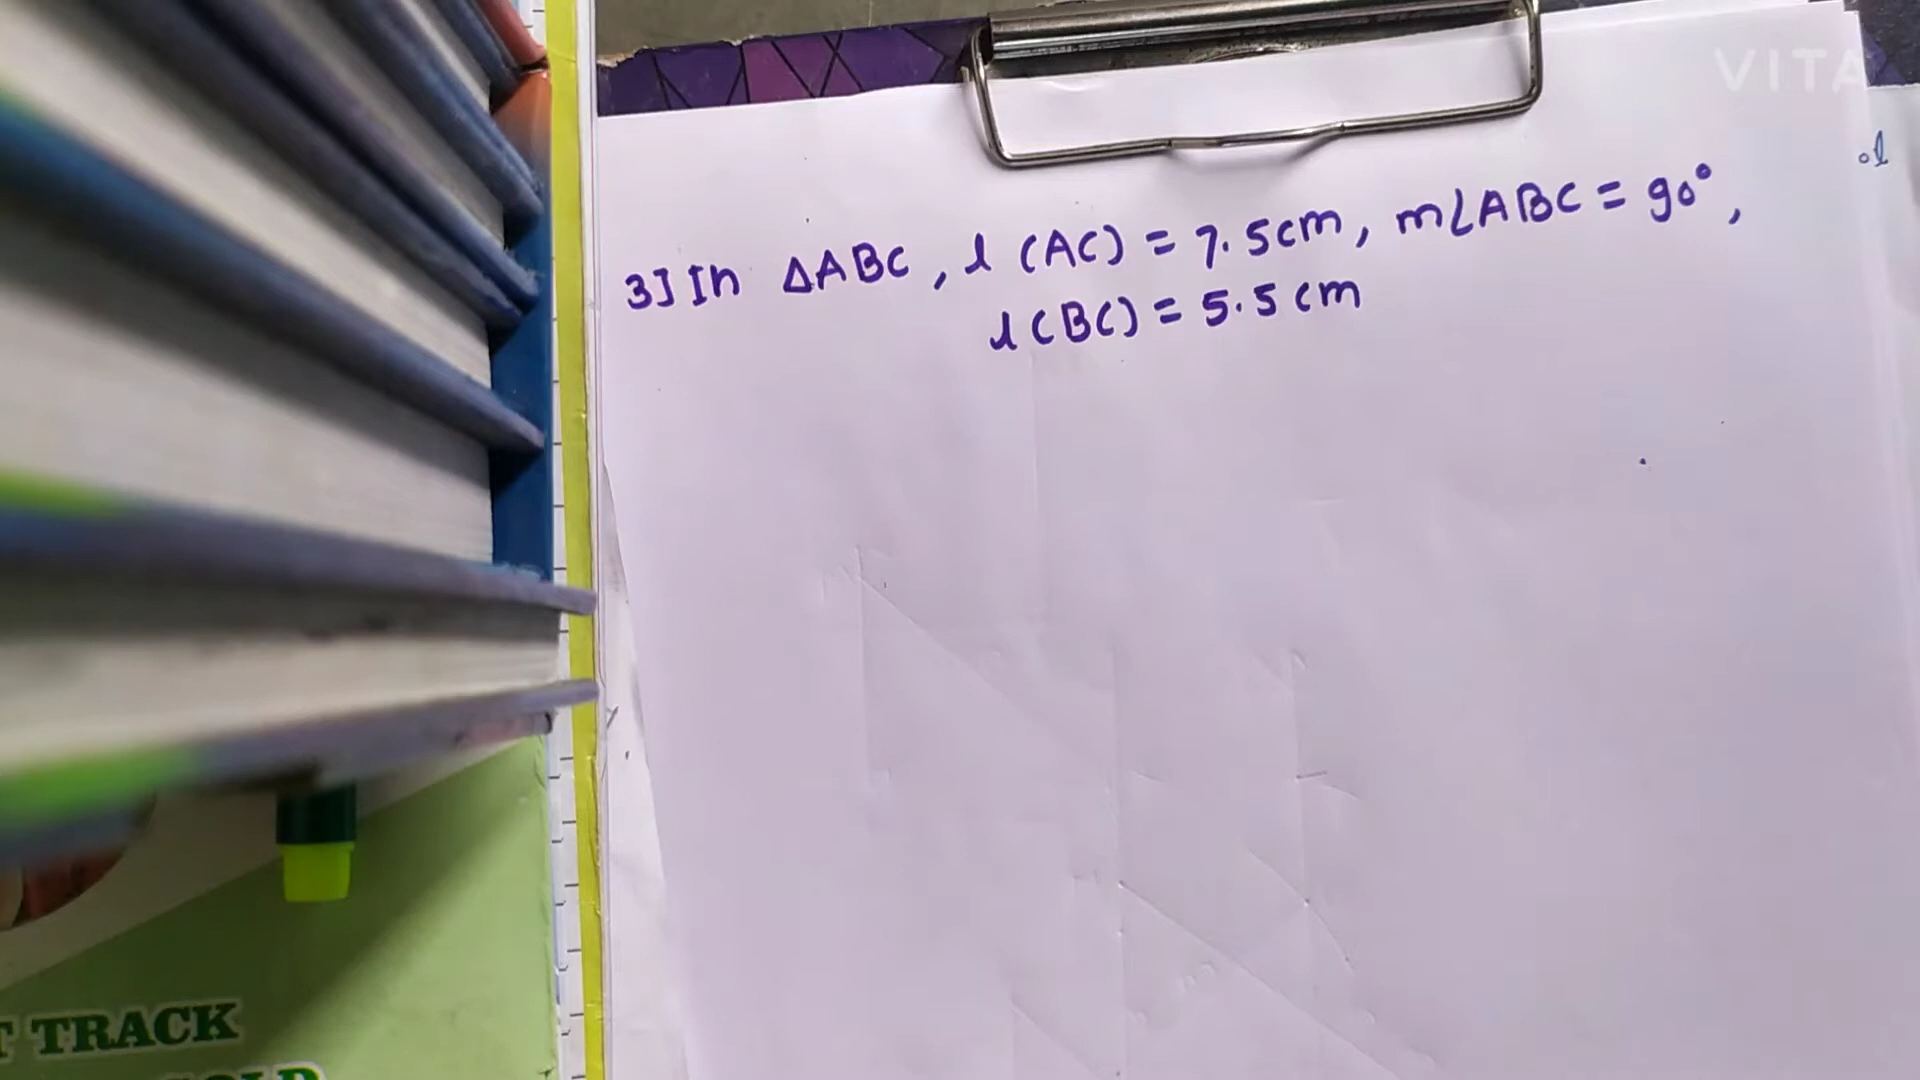 VITA
3] In ΔABC, l (AC) = 7.5cm, m∠ABC = 90°,
l (BC) = 5.5 cm
T TRACK